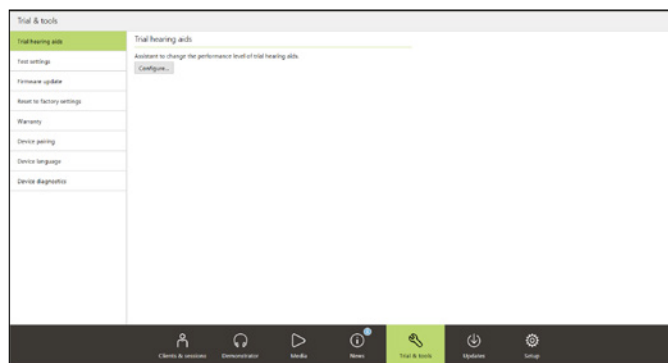 Trial & tools
Trial hearing aids
Test settings
Firmware update
Reset to factory settings
Warranty
Device pairing
Device language
Device diagnostics
Trial hearing aids
Assistant to change the performance level of trial hearing aids.
Configure...
Clients & sessions
Demonstrator
Media
News
Trial & tools
Updates
Setup